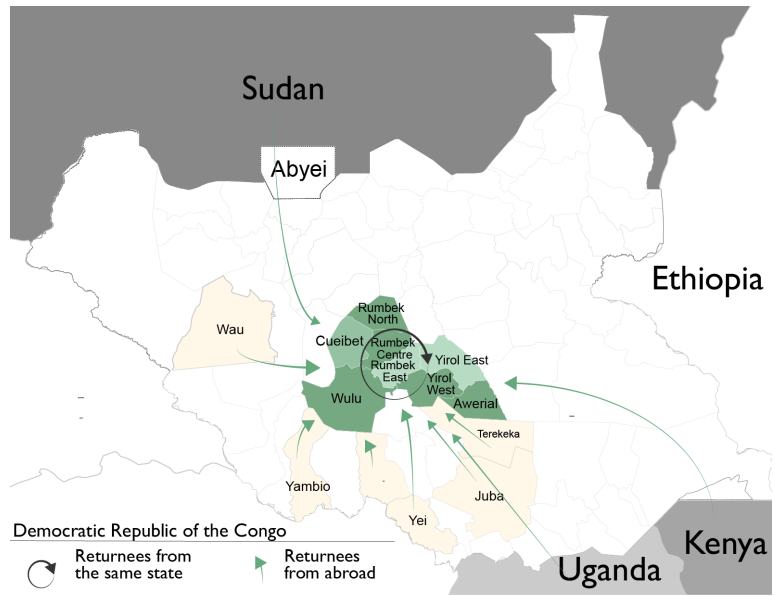 Sudan
Abyei
Ethiopia
Wau
Rumbek
North
Cueibet
Rumbek
Centre
Rumbek
East
Yirol East
Yirol
West
Wulu
Awerial
Terekeka
Yambio
Juba
Yei
Democratic Republic of the Congo
Kenya
Uganda
Returnees from
the same state
Returnees
from abroad